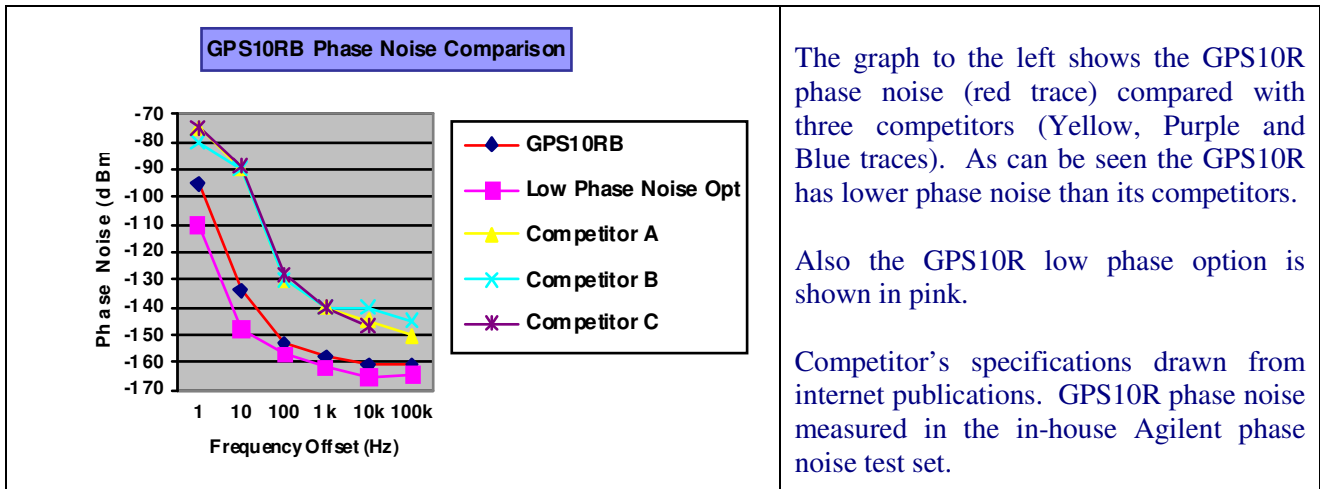 GPS10RB Phase Noise Comparison
-70
-80
-90
-100
-110
-120
-130
-140
-150
-160
-170
Phase Noise (dBm
1 10 100 1k 10k 100k
Frequency Offset (Hz)
GPS10RB
Low Phase Noise Opt
Competitor A
Competitor B
Competitor C
The graph to the left shows the GPS10R
phase noise (red trace) compared with
three competitors (Yellow, Purple and
Blue traces). As can be seen the GPS10R
has lower phase noise than its competitors.
Also the GPS10R low phase option is
shown in pink.
Competitor's specifications drawn from
internet publications. GPS10R phase noise
measured in the in-house Agilent phase
noise test set.